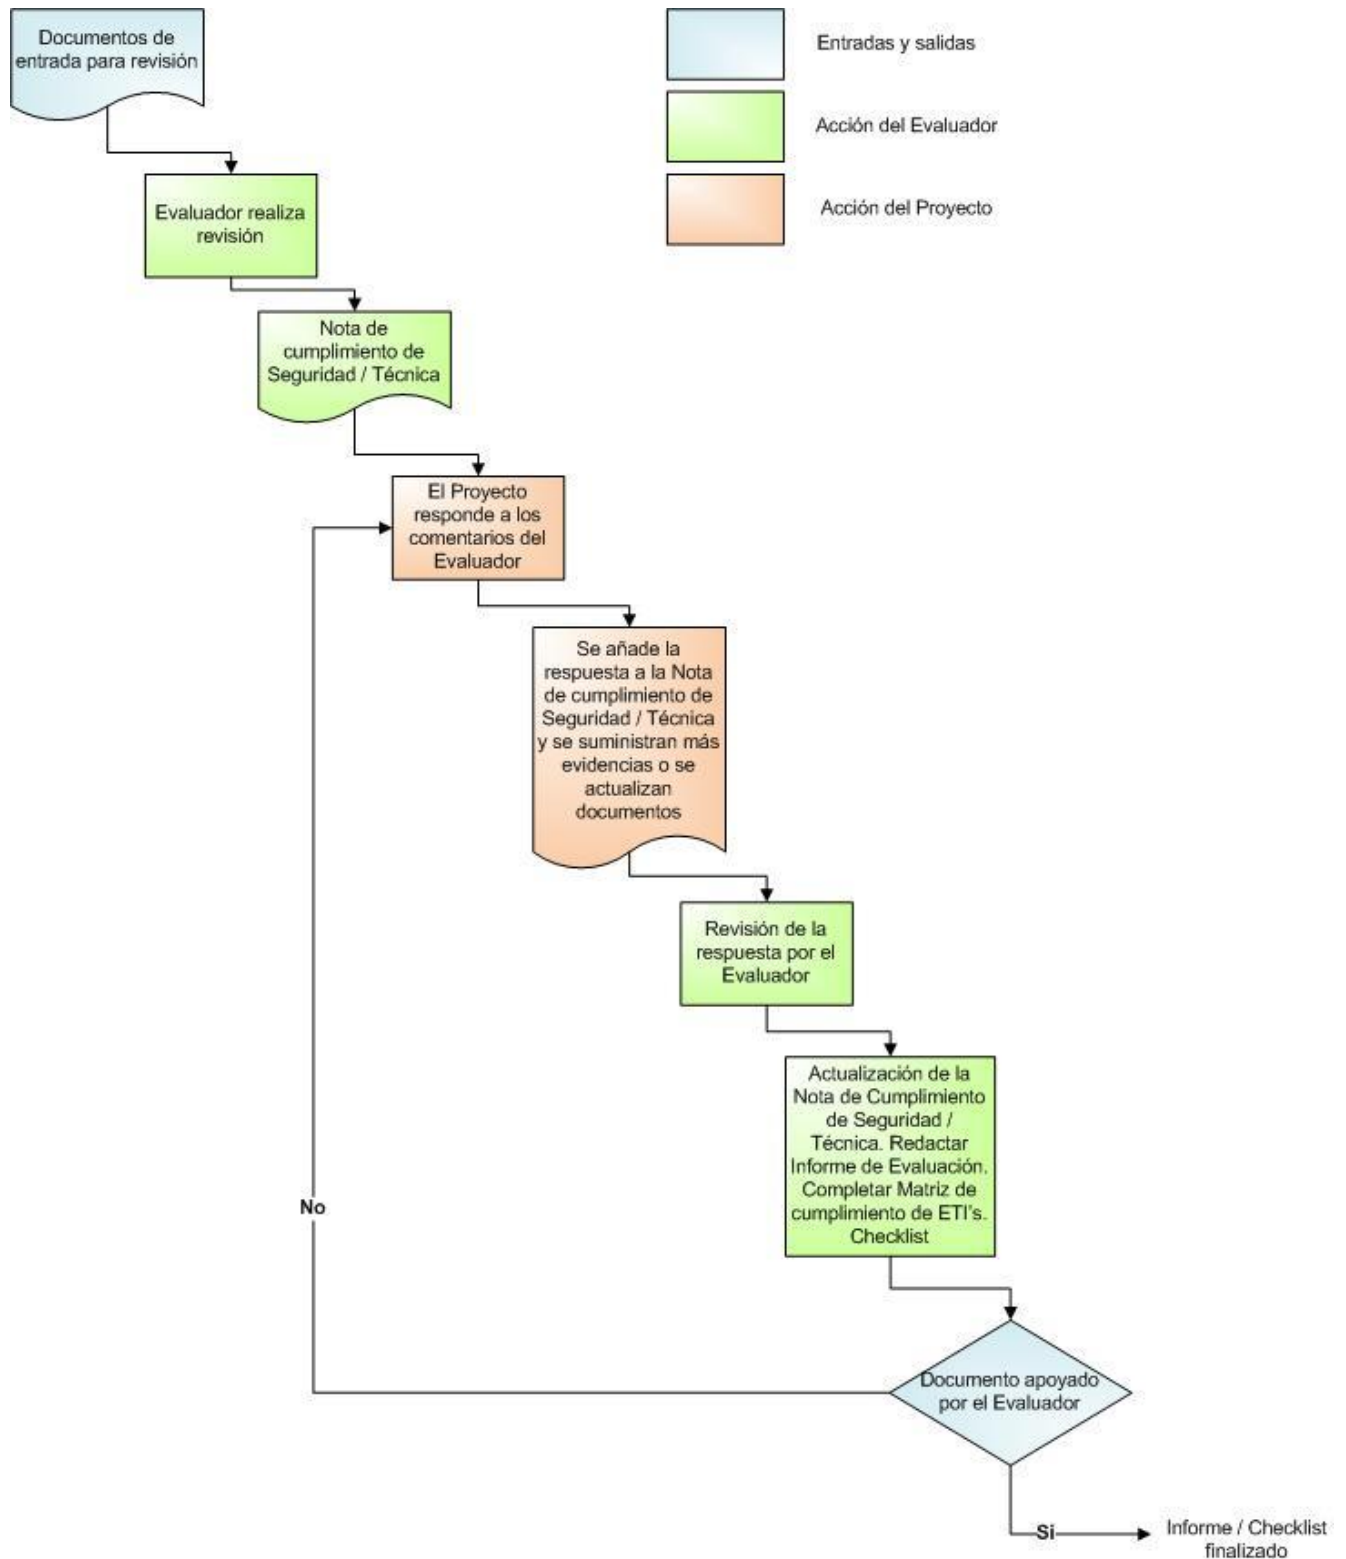 Documentos de
entrada para revisión
Entradas y salidas
Acción del Evaluador
Acción del Proyecto
Evaluador realiza
revisión
Nota de
cumplimiento de
Seguridad / Técnica
El Proyecto
responde a los
comentarios del
Evaluador
Se añade la
respuesta a la Nota
de cumplimiento de
Seguridad / Técnica
y se suministran más
evidencias o se
actualizan
documentos
Revisión de la
respuesta por el
Evaluador
Actualización de la
Nota de Cumplimiento
de Seguridad /
Técnica. Redactar
Informe de Evaluación.
Completar Matriz de
cumplimiento de ETI's.
Checklist
No
Documento apoyado
por el Evaluador
Si
Informe / Checklist
finalizado